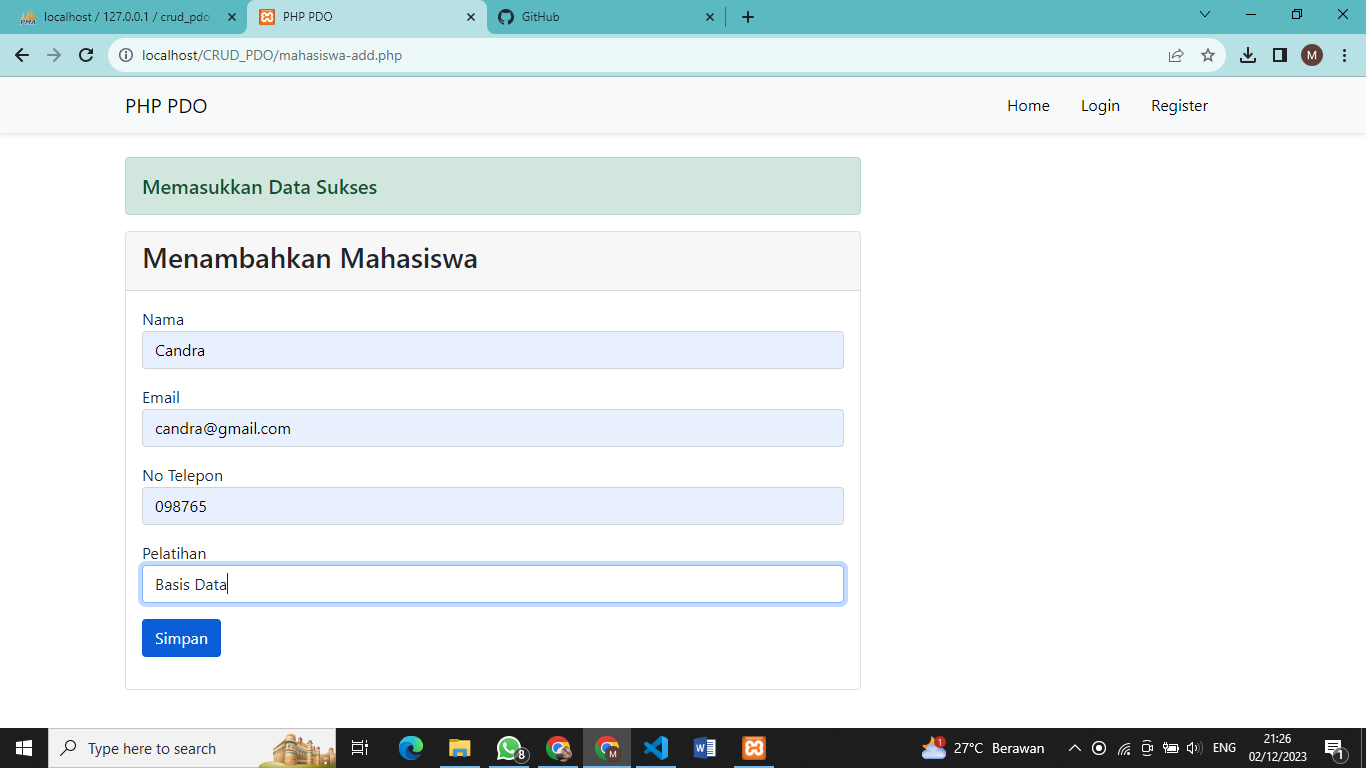 localhost / 127.0.0.1 / crud_pdo
PHP PDO
GitHub
localhost/CRUD_PDO/mahasiswa-add.php
M
PHP PDO
Home
Login
Register
Memasukkan Data Sukses
Menambahkan Mahasiswa
Nama
Candra
Email
candra@gmail.com
No Telepon
098765
Pelatihan
Basis Data
Simpan
Type here to search
8
M
1
27°C Berawan
ENG
21:26
02/12/2023
1